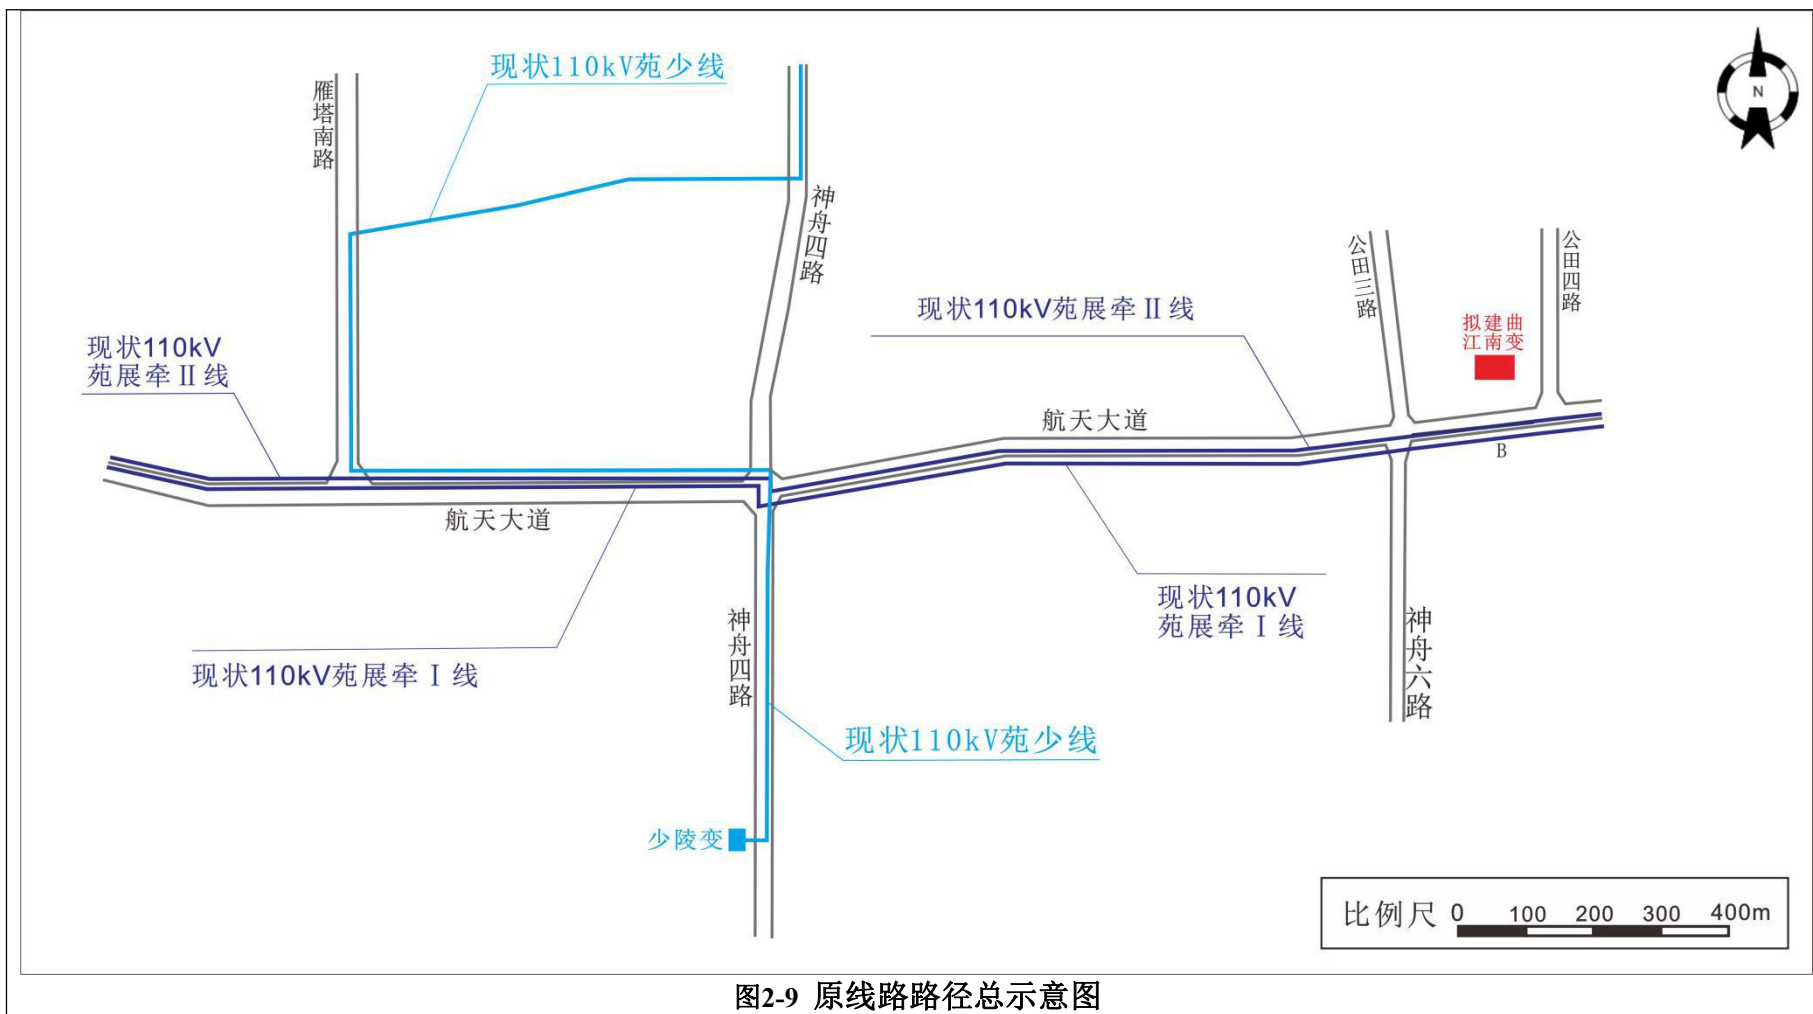 现状110kV苑少线
雁塔南路
N
神舟四路
公田三路
公田四路
现状110kV苑展牵Ⅱ线
拟建曲
江南变
现状110kV
苑展牵Ⅱ线
航天大道
B
航天大道
现状110kV
苑展牵Ⅰ线
神舟四路
神舟六路
现状110kV苑展牵Ⅰ线
现状110kV苑少线
少陵变
比例尺 0 100 200 300 400m
图2-9 原线路路径总示意图